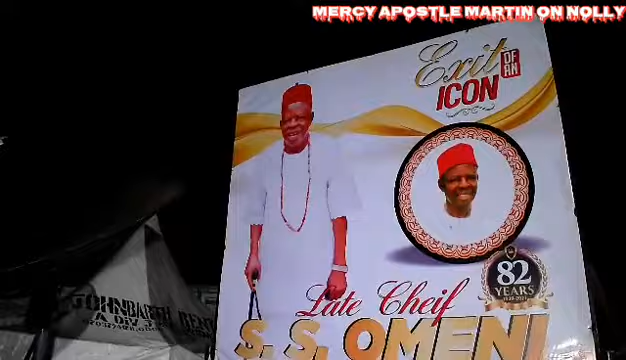 MERCY APOSTLE MARTIN ON NOLLY
Exit OF AN
ICON
82
YEARS
Late Cheif
S. S. OMENI
JOHNBARTH